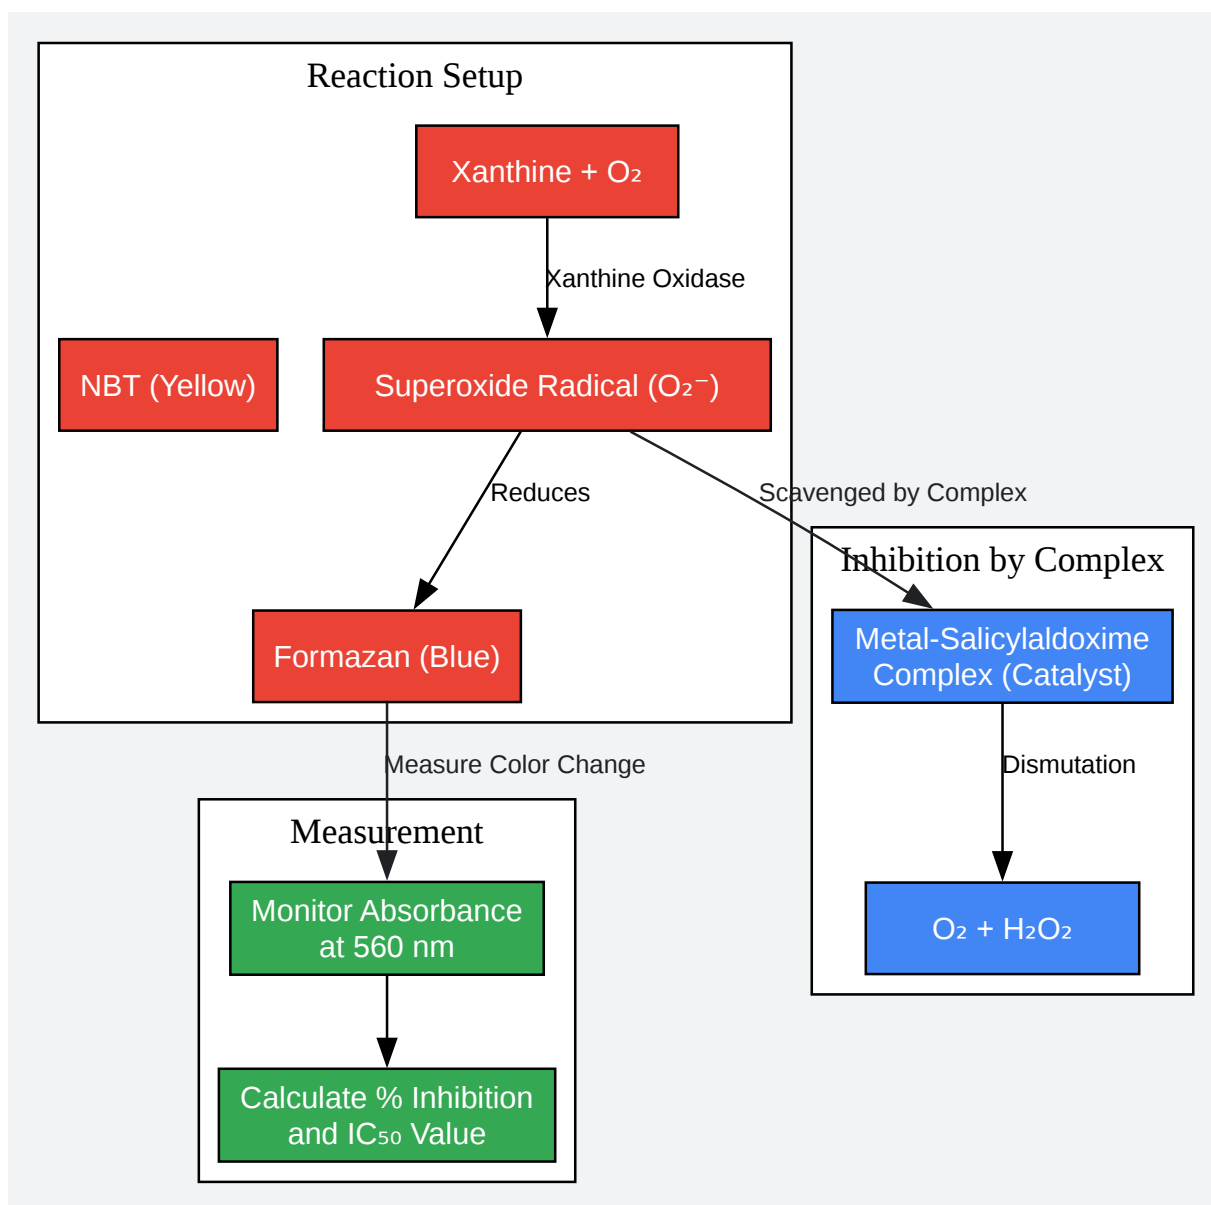 Reaction Setup
Xanthine + O₂
Xanthine Oxidase
NBT (Yellow)
Superoxide Radical (O₂⁻)
Reduces
Scavenged by Complex
Inhibition by Complex
Formazan (Blue)
Metal-Salicylaldoxime
Complex (Catalyst)
Measure Color Change
Dismutation
Measurement
Monitor Absorbance
at 560 nm
O₂ + H₂O₂
Calculate % Inhibition
and IC₅₀ Value